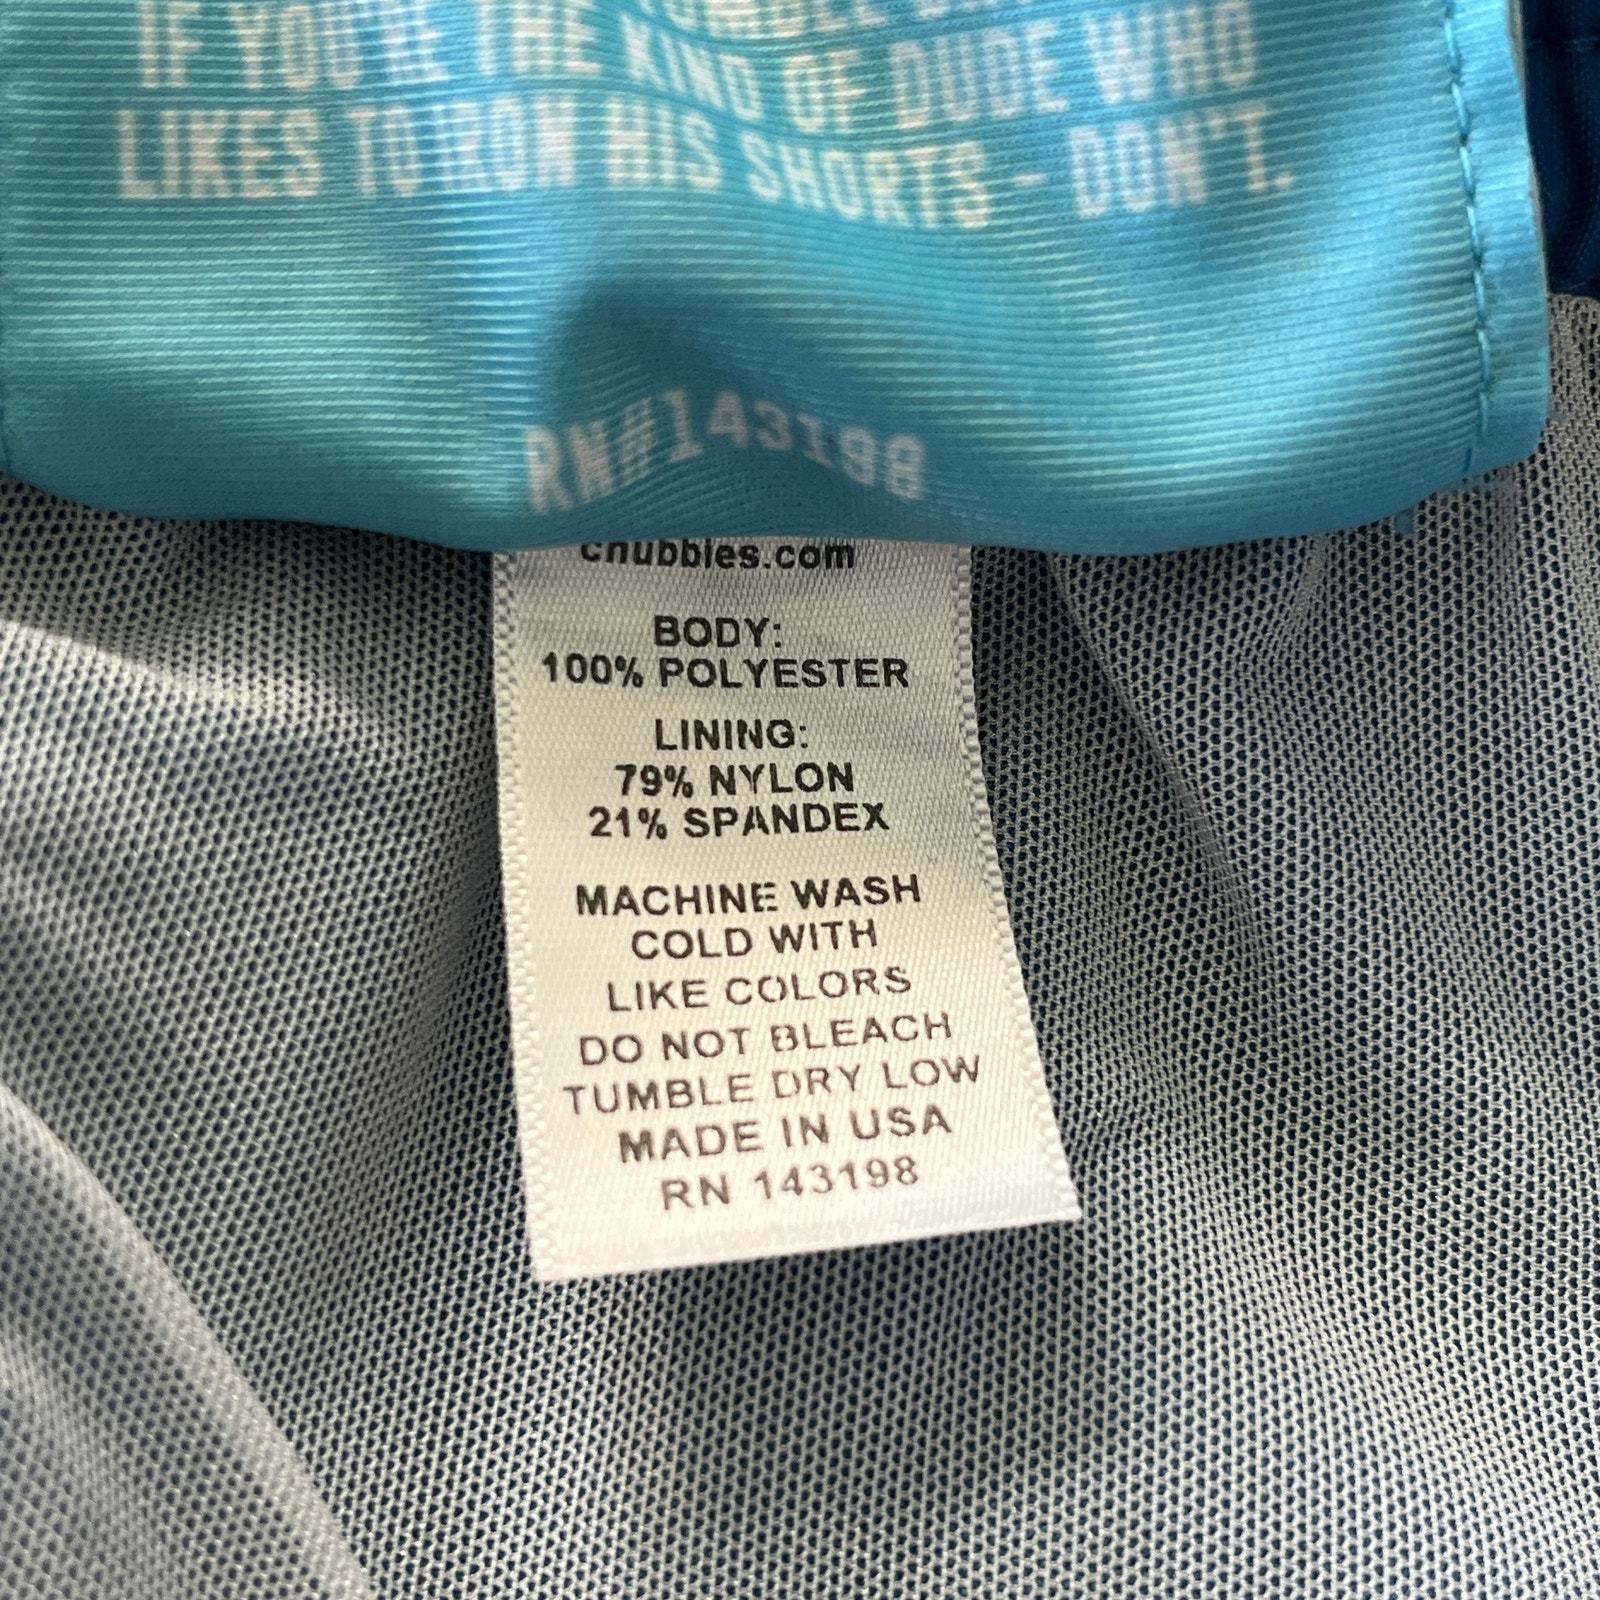 TUMBLE DRY
IF YOU'RE THE KIND OF DUDE WHO
LIKES TO IRON HIS SHORTS - DON'T.
RN#143198
chubbies.com
BODY:
100% POLYESTER
LINING:
79% NYLON
21% SPANDEX
MACHINE WASH
COLD WITH
LIKE COLORS
DO NOT BLEACH
TUMBLE DRY LOW
MADE IN USA
RN 143198